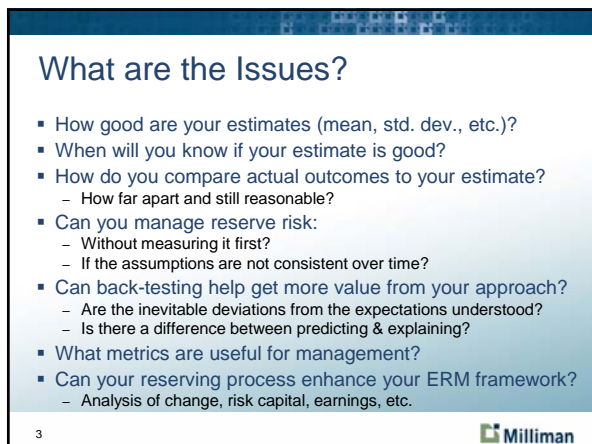 What are the Issues?
▪ How good are your estimates (mean, std. dev., etc.)?
▪ When will you know if your estimate is good?
▪ How do you compare actual outcomes to your estimate?
– How far apart and still reasonable?
▪ Can you manage reserve risk:
– Without measuring it first?
– If the assumptions are not consistent over time?
▪ Can back-testing help get more value from your approach?
– Are the inevitable deviations from the expectations understood?
– Is there a difference between predicting & explaining?
▪ What metrics are useful for management?
▪ Can your reserving process enhance your ERM framework?
– Analysis of change, risk capital, earnings, etc.
3
Milliman